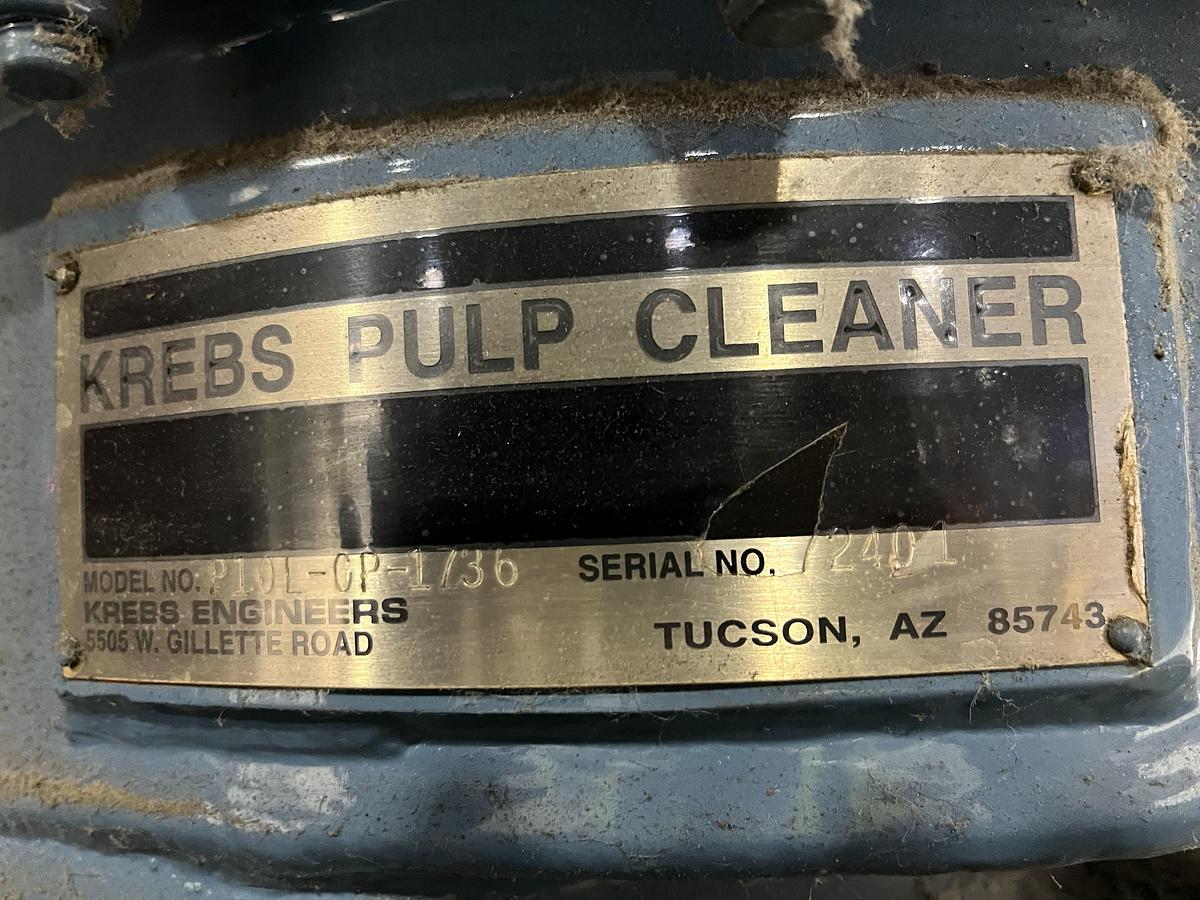 KREBS PULP CLEANER
MODEL NO. P10L-CP-1736 SERIAL NO. 72401
KREBS ENGINEERS
5505 W. GILLETTE ROAD TUCSON, AZ 85743